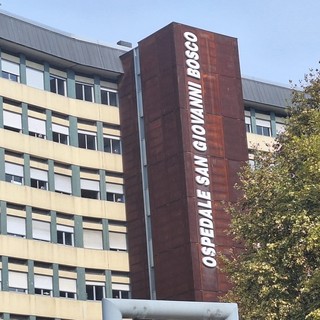 OSPEDALE SAN GIOVANNI BOSCO